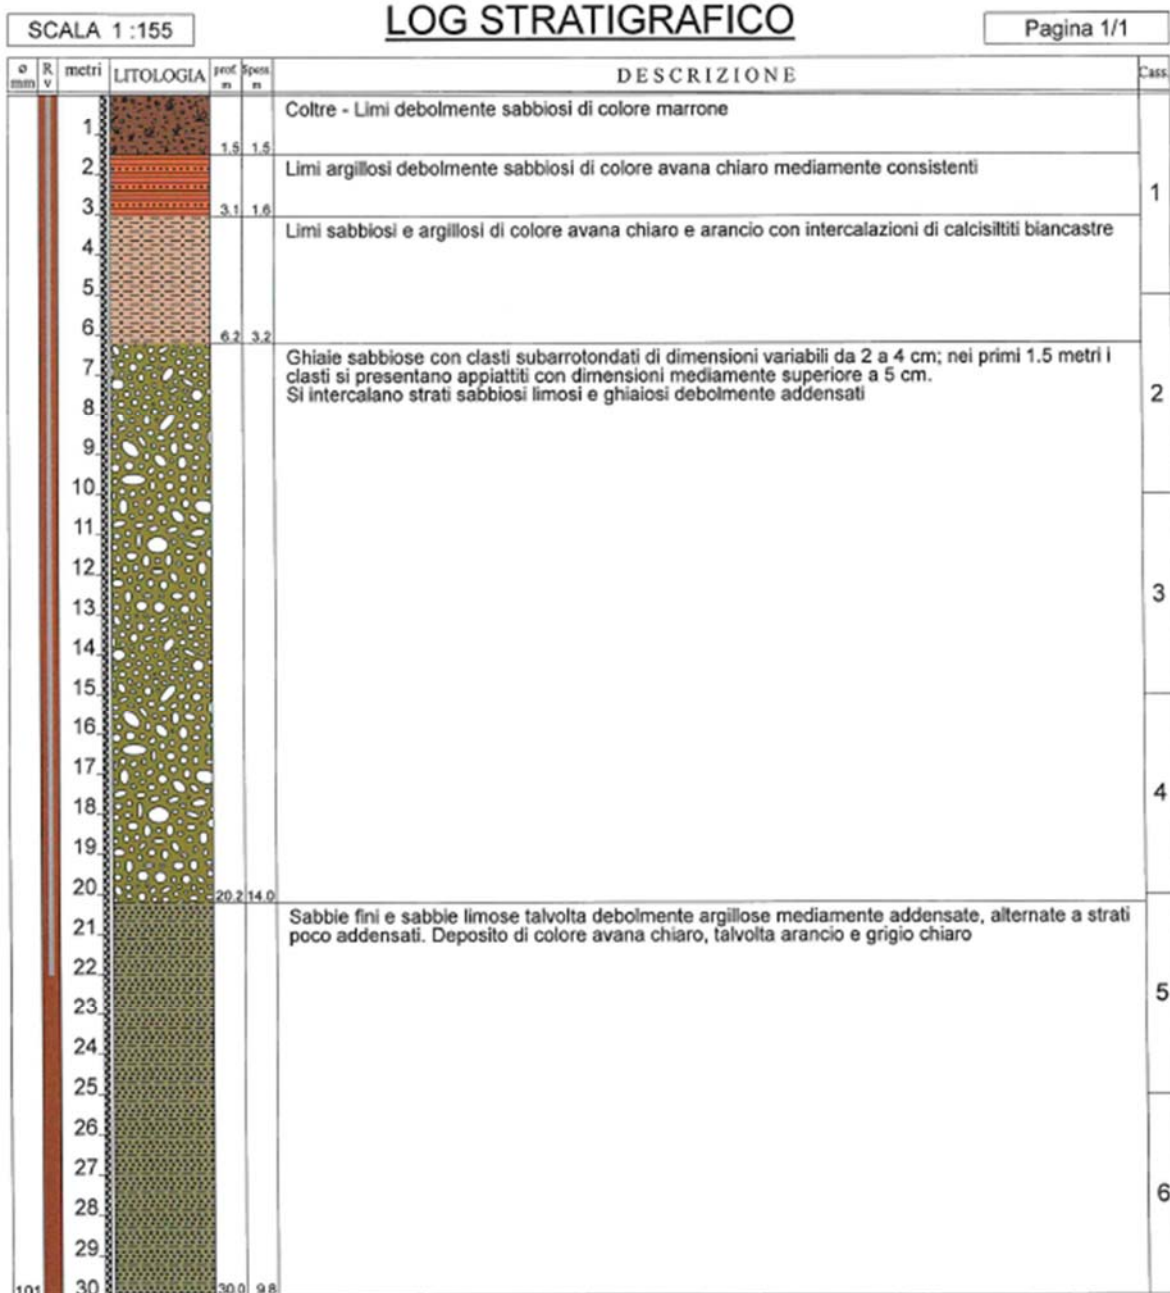 SCALA 1 :155
LOG STRATIGRAFICO
Pagina 1/1
ø mm
R v
metri
LITOLOGIA
prof. m
Spess. m
DESCRIZIONE
Cass.
Coltre - Limi debolmente sabbiosi di colore marrone
1
1.5 1.5
2
Limi argillosi debolmente sabbiosi di colore avana chiaro mediamente consistenti
1
3
3.1 1.6
Limi sabbiosi e argillosi di colore avana chiaro e arancio con intercalazioni di calcisiltiti biancastre
4
5
6
6.2 3.2
Ghiaie sabbiose con clasti subarrotondati di dimensioni variabili da 2 a 4 cm; nei primi 1.5 metri i
clasti si presentano appiattiti con dimensioni mediamente superiore a 5 cm.
Si intercalano strati sabbiosi limosi e ghiaiosi debolmente addensati
7
2
8
9
10
11
12
3
13
14
15
16
17
4
18
19
20
20.2 14.0
Sabbie fini e sabbie limose talvolta debolmente argillose mediamente addensate, alternate a strati
poco addensati. Deposito di colore avana chiaro, talvolta arancio e grigio chiaro
21
22
5
23
24
25
26
27
6
28
29
101
30
30.0 9.8